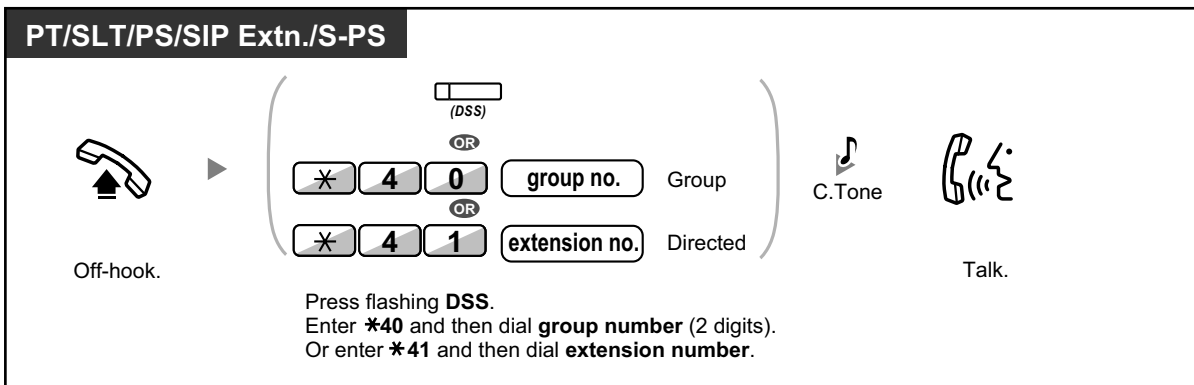 PT/SLT/PS/SIP Extn./S-PS
(DSS)
OR
* 4 0 group no. Group
OR
* 4 1 extension no. Directed
C.Tone
Off-hook.
Talk.
Press flashing DSS.
Enter *40 and then dial group number (2 digits).
Or enter *41 and then dial extension number.